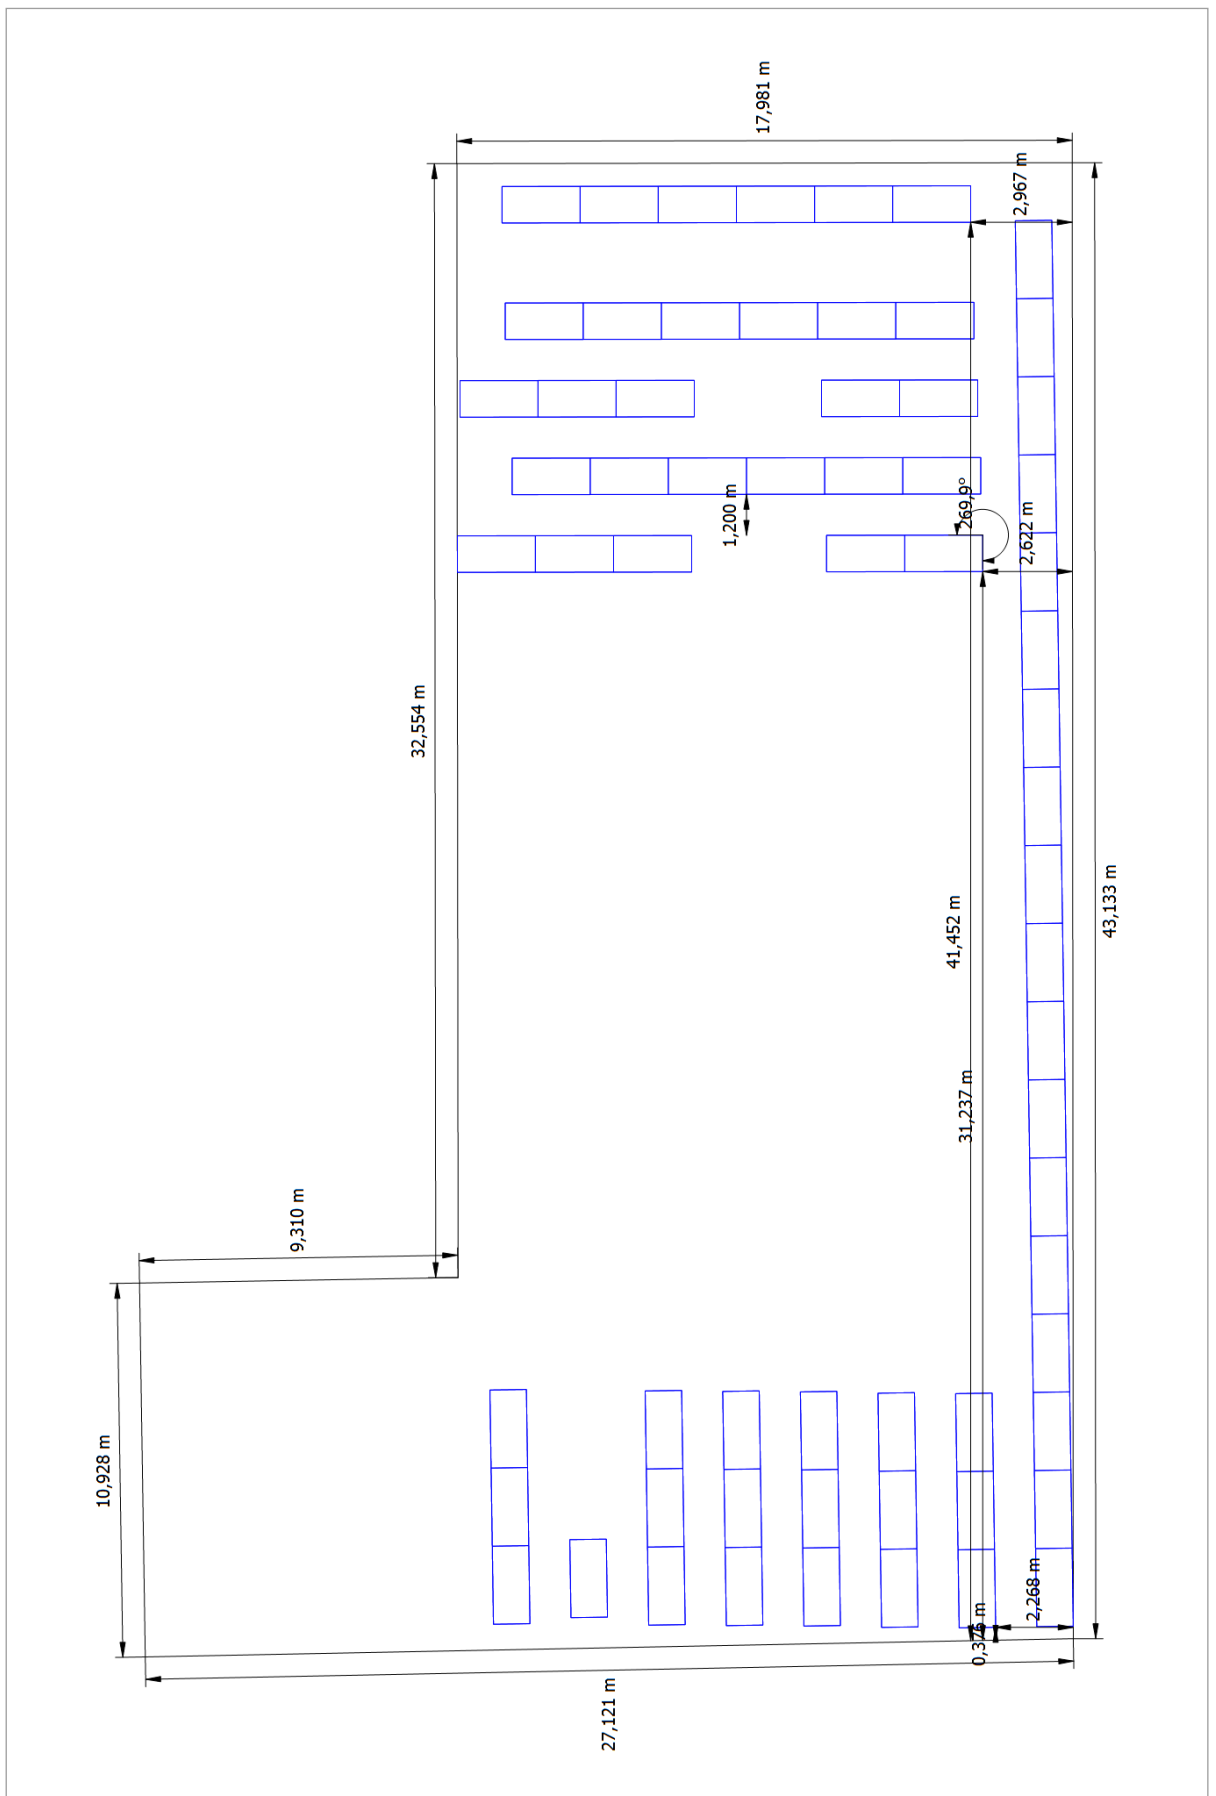 17,981 m
2,967 m
269,9°
1,200 m
2,622 m
32,554 m
43,133 m
41,452 m
31,237 m
9,310 m
10,928 m
2,268 m
0,376 m
27,121 m